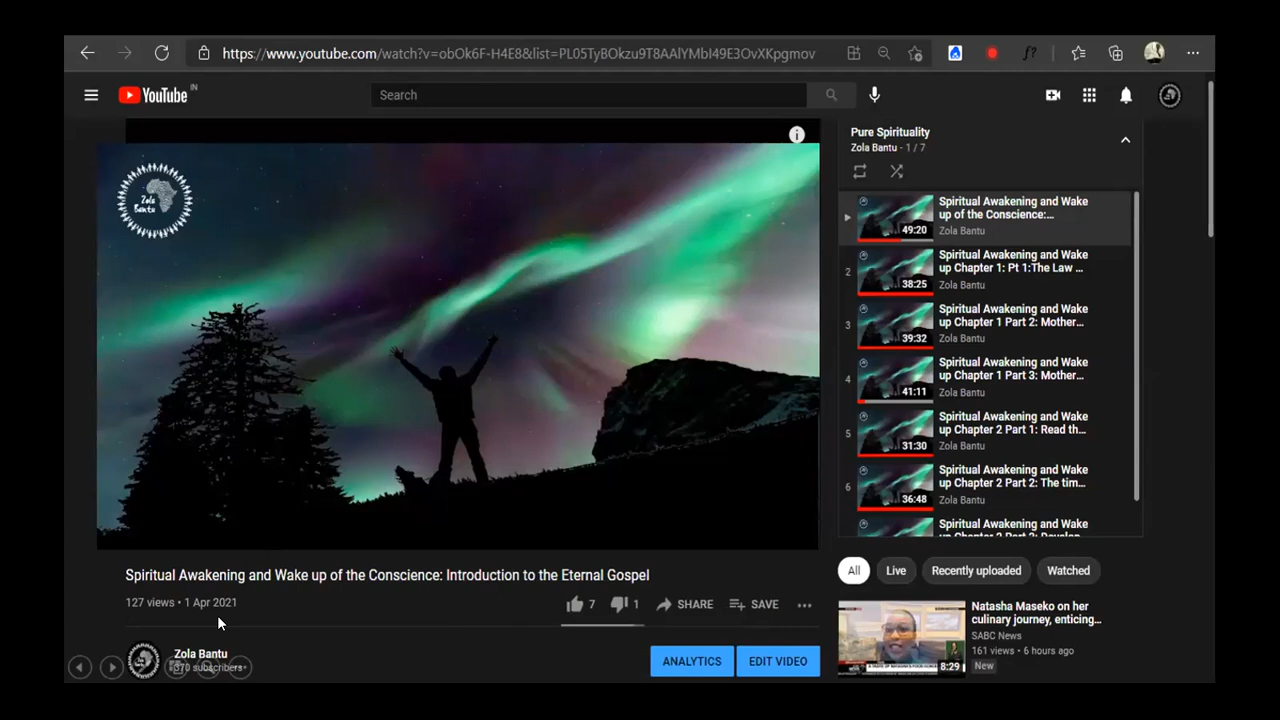 https://www.youtube.com/watch?v=obOk6F-H4E8&list=PL05TyBOkzu9T8AAlYMbI49E3OvXKpgmov
YouTube IN
Search
Zola
Bantu
i
Pure Spirituality
Zola Bantu - 1 / 7
Spiritual Awakening and Wake
up of the Conscience:...
Zola Bantu
49:20
2
Spiritual Awakening and Wake
up Chapter 1: Pt 1:The Law ...
Zola Bantu
38:25
3
Spiritual Awakening and Wake
up Chapter 1 Part 2: Mother...
Zola Bantu
39:32
4
Spiritual Awakening and Wake
up Chapter 1 Part 3: Mother...
Zola Bantu
41:11
5
Spiritual Awakening and Wake
up Chapter 2 Part 1: Read th...
Zola Bantu
31:30
6
Spiritual Awakening and Wake
up Chapter 2 Part 2: The tim...
Zola Bantu
36:48
Spiritual Awakening and Wake
Spiritual Awakening and Wake up of the Conscience: Introduction to the Eternal Gospel
127 views • 1 Apr 2021
7
1
SHARE
SAVE
Zola Bantu
subscribers
ANALYTICS
EDIT VIDEO
All
Live
Recently uploaded
Watched
Natasha Maseko on her
culinary journey, enticing...
SABC News
161 views • 6 hours ago
New
8:29